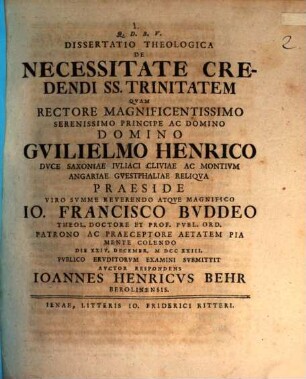 I.
Q. D. B. V.
DISSERTATIO THEOLOGICA
DE
NECESSITATE CRE-
DENDI SS. TRINITATEM
QVAM
RECTORE MAGNIFICENTISSIMO
SERENISSIMO PRINCIPE AC DOMINO
DOMINO
GVILIELMO HENRICO
DVCE SAXONIAE IVLIACI CLIVIAE AC MONTIVM
ANGARIAE GVESTPHALIAE RELIQVA
PRAESIDE
VIRO SVMME REVERENDO ATQVE MAGNIFICO
IO. FRANCISCO BVDDEO
THEOL. DOCTORE ET PROF. PVBL. ORD.
PATRONO AC PRAECEPTORE AETATEM PIA
MENTE COLENDO
DIE XXIV. DECEMBR. M DCC XXIII.
PVBLICO ERVDITORVM EXAMINI SVBMITTIT
AVCTOR RESPONDENS
IOANNES HENRICVS BEHR
BEROLINENSIS.
IENAE, LITTERIS IO. FRIDERICI RITTERI.
2